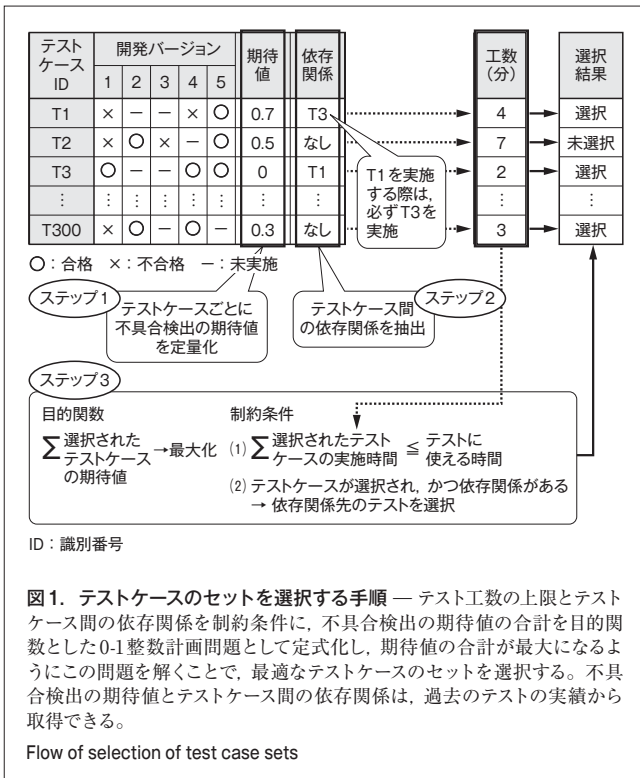 テスト
ケース
ID
開発バージョン
1 2 3 4 5
期待
値
依存
関係
工数
(分)
選択
結果
T1 × − − × ○ 0.7 T3 4 選択
T2 × ○ × − ○ 0.5 なし 7 未選択
T3 ○ − − ○ ○ 0 T1 2 選択
⋮ ⋮ ⋮ ⋮ ⋮ ⋮ ⋮ ⋮ ⋮ ⋮
T300 × ○ − ○ − 0.3 なし 3 選択
T1を実施
する際は,
必ずT3を
実施
○:合格 ×:不合格 −:未実施
ステップ1
テストケースごとに
不具合検出の期待値
を定量化
テストケース間
の依存関係を抽出
ステップ2
ステップ3
目的関数
∑選択された
テストケース
の期待値
→最大化
制約条件
(1) ∑選択されたテスト
ケースの実施時間
≦
テストに
使える時間
(2) テストケースが選択され,かつ依存関係がある
→ 依存関係先のテストを選択
ID:識別番号
図1. テストケースのセットを選択する手順 — テスト工数の上限とテスト
ケース間の依存関係を制約条件に,不具合検出の期待値の合計を目的関
数とした0-1整数計画問題として定式化し,期待値の合計が最大になるよ
うにこの問題を解くことで,最適なテストケースのセットを選択する。不具
合検出の期待値とテストケース間の依存関係は,過去のテストの実績から
取得できる。
Flow of selection of test case sets